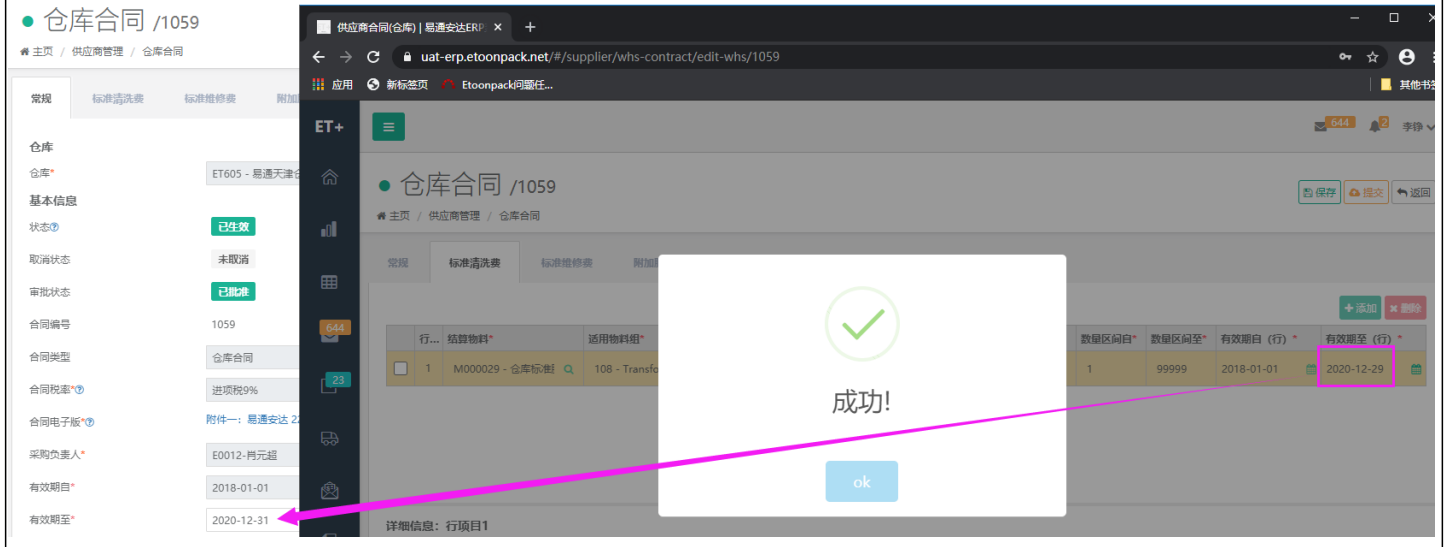 仓库合同 /1059
主页 / 供应商管理 / 仓库合同
常规 标准清洗费 标准维修费 附加
仓库
仓库* ET605 - 易通天津仓
基本信息
状态 已生效
取消状态 未取消
审批状态 已批准
合同编号 1059
合同类型 仓库合同
合同税率* 进项税9%
合同电子版* 附件一：易通安达 22
采购负责人* E0012-肖元超
有效期自* 2018-01-01
有效期至* 2020-12-31
供应商合同(仓库) | 易通安达ERP
uat-erp.etoonpack.net/#/supplier/whs-contract/edit-whs/1059
应用 新标签页 Etoonpack问题任... 其他书签
ET+ 644 2 李铮
仓库合同 /1059
保存 提交 返回
主页 / 供应商管理 / 仓库合同
常规 标准清洗费 标准维修费 附加
添加 删除
644
行... 结算物料* 适用物料组* 数量区间自* 数量区间至* 有效期自（行）* 有效期至（行）*
1 M000029 - 仓库标准 108 - Transfo 1 99999 2018-01-01 2020-12-29
23
成功!
ok
详细信息：行项目1